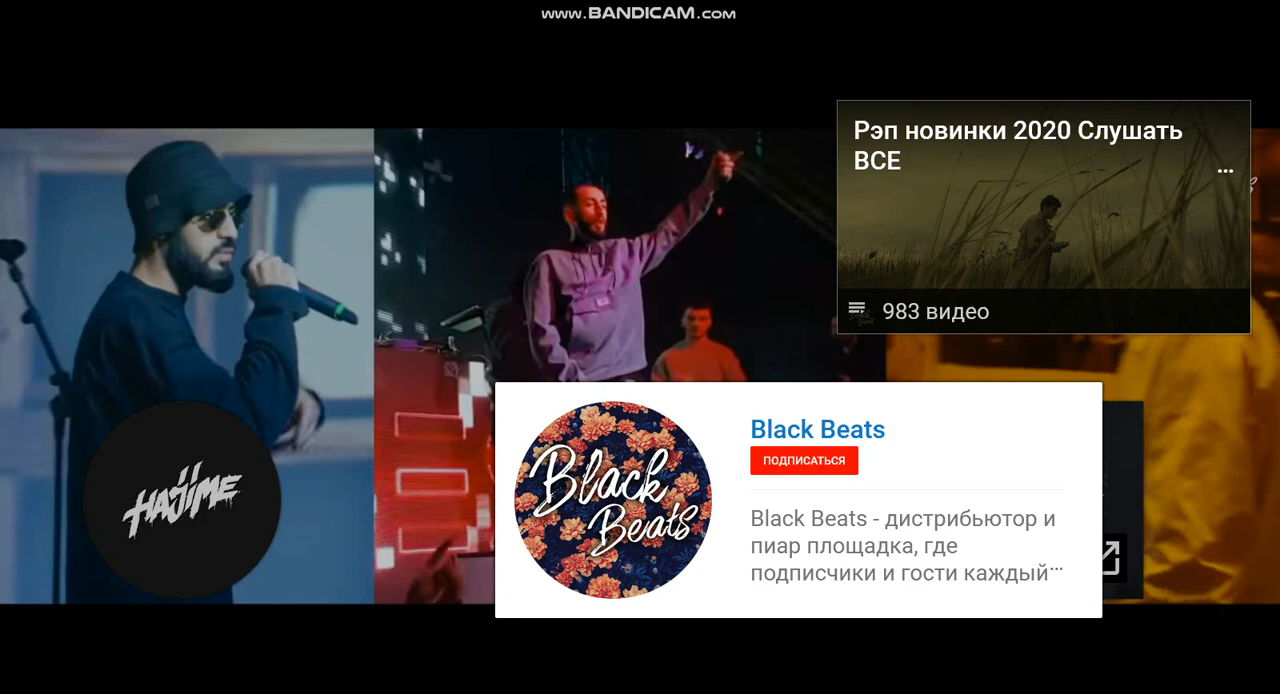 www.BANDICAM.com
Рэп новинки 2020 Слушать
ВСЕ
983 видео
Black Beats
ПОДПИСАТЬСЯ
Black Beats - дистрибьютор и
пиар площадка, где
подписчики и гости каждый…
Black
Beats
HAJIME